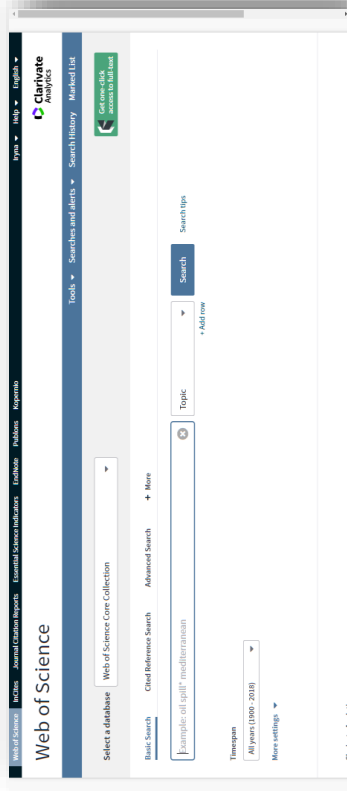 Web of Science InCites Journal Citation Reports Essential Science Indicators EndNote Publons Kopernio Iryna Help English
Web of Science
Clarivate
Analytics
Tools Searches and alerts Search History Marked List
Select a database Web of Science Core Collection
Get one-click
access to full-text
Basic Search Cited Reference Search Advanced Search + More
Example: oil spill* mediterranean Topic Search Search tips
+ Add row
Timespan
All years (1900 - 2018)
More settings